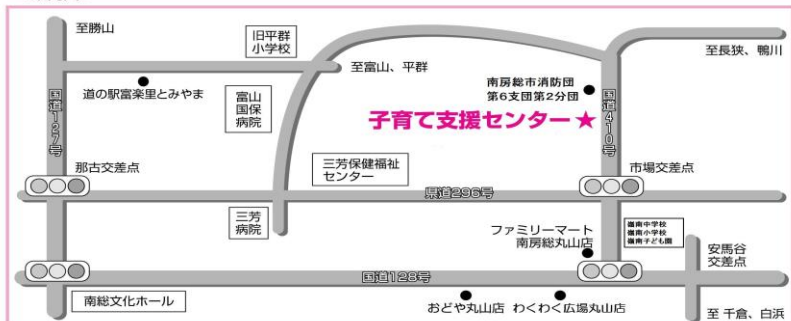 至勝山
旧平群
小学校
至富山、平群
至長狭、鴨川
道の駅富楽里とみやま
富山
国保
病院
南房総市消防団
第6支団第2分団
国道127号
国道410号
子育て支援センター★
那古交差点
三芳保健福祉
センター
市場交差点
県道296号
三芳
病院
ファミリーマート
南房総丸山店
嶺南中学校
嶺南小学校
嶺南子ども園
安馬谷
交差点
国道128号
南総文化ホール
おどや丸山店
わくわく広場丸山店
至 千倉、白浜